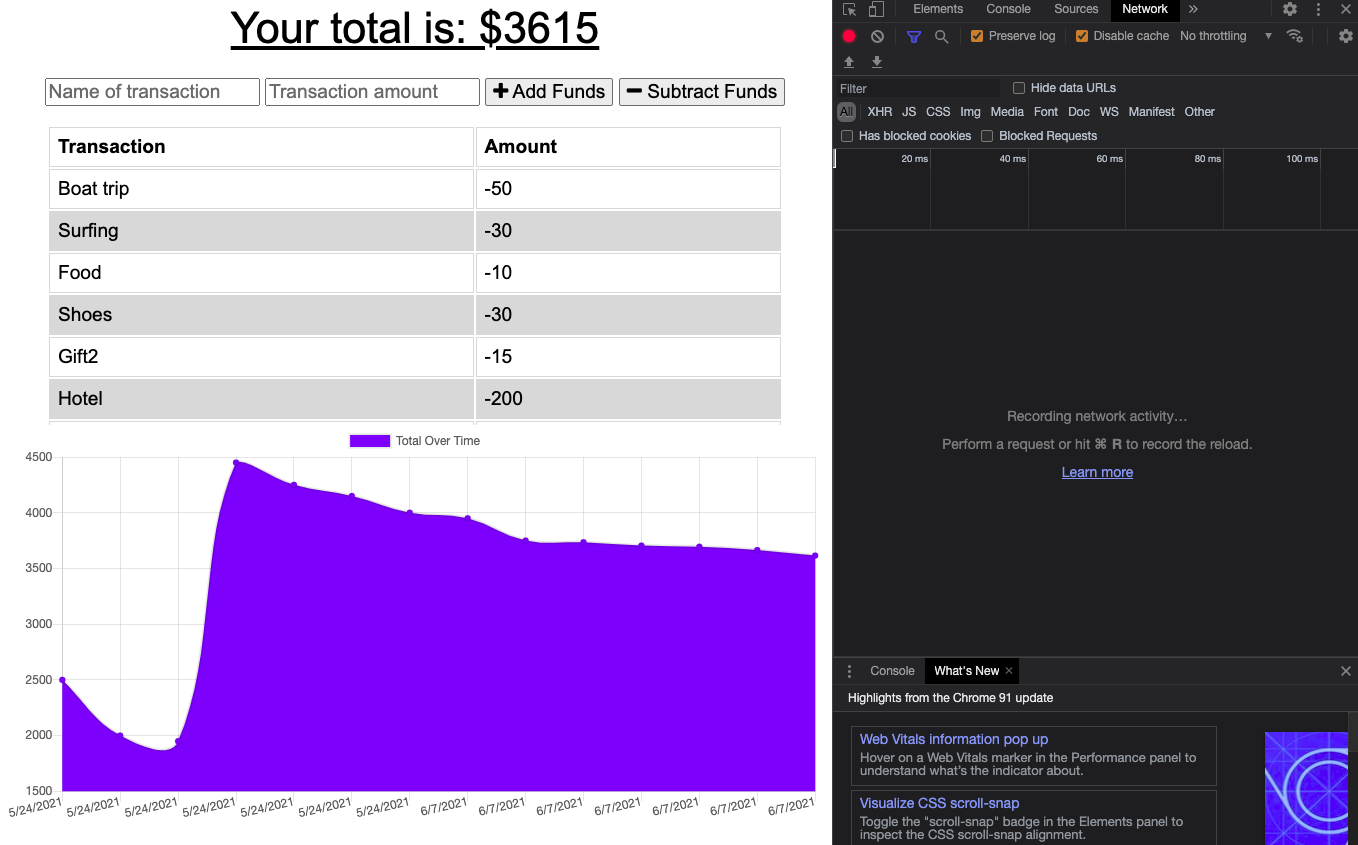 Your total is: $3615
Name of transaction Transaction amount Add Funds Subtract Funds
Transaction Amount
Boat trip -50
Surfing -30
Food -10
Shoes -30
Gift2 -15
Hotel -200
Total Over Time
4500
4000
3500
3000
2500
2000
1500
5/24/2021 5/24/2021 5/24/2021 5/24/2021 5/24/2021 5/24/2021 5/24/2021 6/7/2021 6/7/2021 6/7/2021 6/7/2021 6/7/2021 6/7/2021 6/7/2021
Elements Console Sources Network »
Preserve log Disable cache No throttling
Filter Hide data URLs
All XHR JS CSS Img Media Font Doc WS Manifest Other
Has blocked cookies Blocked Requests
20 ms 40 ms 60 ms 80 ms 100 ms
Recording network activity…
Perform a request or hit ⌘ R to record the reload.
Learn more
Console What's New
Highlights from the Chrome 91 update
Web Vitals information pop up
Hover on a Web Vitals marker in the Performance panel to
understand what's the indicator about.
Visualize CSS scroll-snap
Toggle the "scroll-snap" badge in the Elements panel to
inspect the CSS scroll-snap alignment.